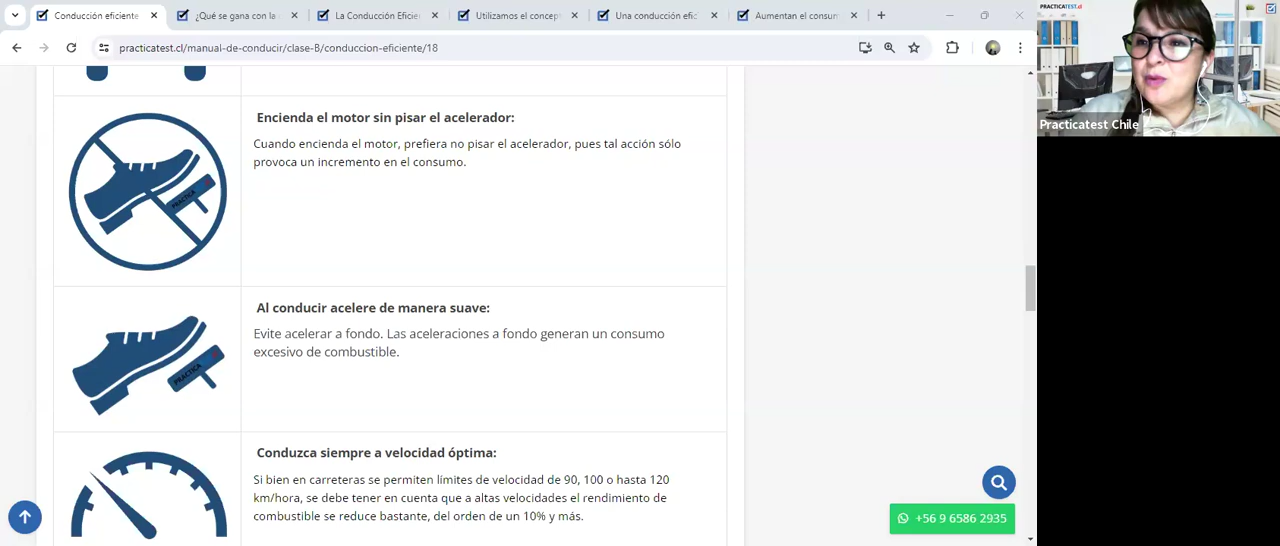 Conducción eficiente
¿Qué se gana con la
La Conducción Eficien
Utilizamos el concept
Una conducción efic
Aumentan el consum
practicatest.cl/manual-de-conducir/clase-B/conduccion-eficiente/18
PRACTICATEST.cl
Practicatest Chile
Encienda el motor sin pisar el acelerador:
Cuando encienda el motor, prefiera no pisar el acelerador, pues tal acción sólo
provoca un incremento en el consumo.
PRACTICA
Al conducir acelere de manera suave:
Evite acelerar a fondo. Las aceleraciones a fondo generan un consumo
excesivo de combustible.
PRACTICA
Conduzca siempre a velocidad óptima:
Si bien en carreteras se permiten límites de velocidad de 90, 100 o hasta 120
km/hora, se debe tener en cuenta que a altas velocidades el rendimiento de
combustible se reduce bastante, del orden de un 10% y más.
+56 9 6586 2935